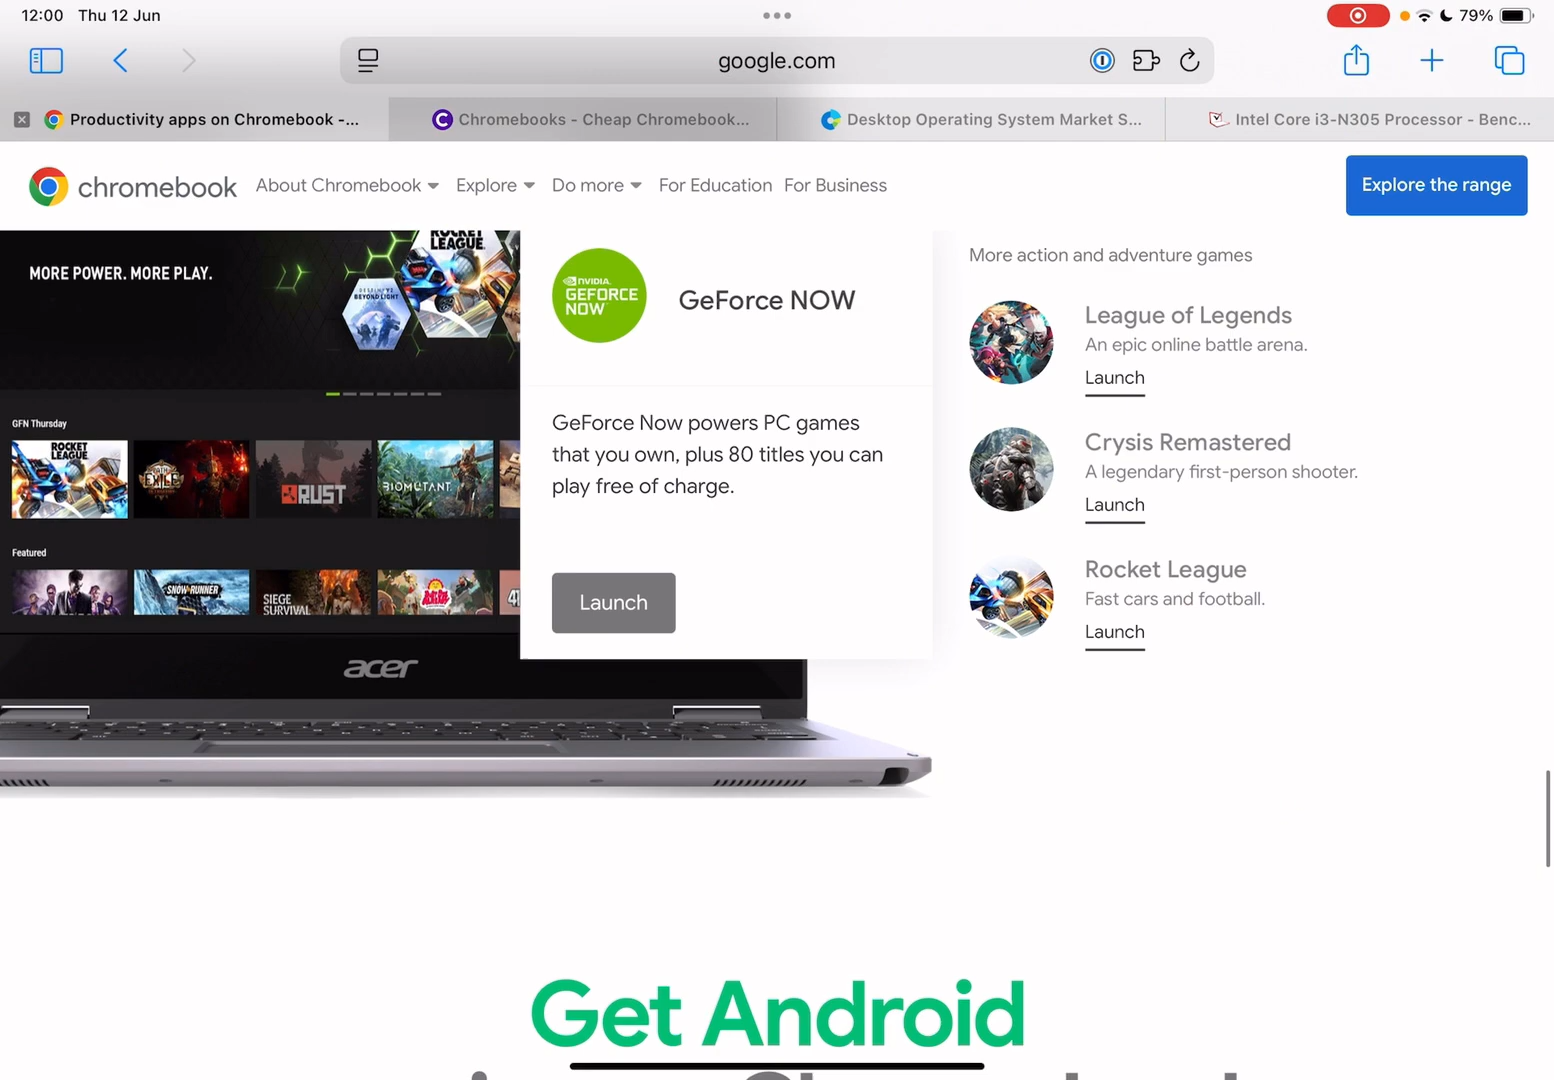 12:00 Thu 12 Jun
79%
google.com
Productivity apps on Chromebook -...
Chromebooks - Cheap Chromebook...
Desktop Operating System Market S...
Intel Core i3-N305 Processor - Benc...
chromebook
About Chromebook
Explore
Do more
For Education
For Business
Explore the range
MORE POWER. MORE PLAY.
ROCKET
LEAGUE
BEYOND LIGHT
GFN Thursday
ROCKET
LEAGUE
EXILE
RUST
BIOMUTANT
Featured
SNOWRUNNER
SIEGE
SURVIVAL
acer
NVIDIA.
GEFORCE
NOW
GeForce NOW
GeForce Now powers PC games
that you own, plus 80 titles you can
play free of charge.
Launch
More action and adventure games
League of Legends
An epic online battle arena.
Launch
Crysis Remastered
A legendary first-person shooter.
Launch
Rocket League
Fast cars and football.
Launch
Get Android